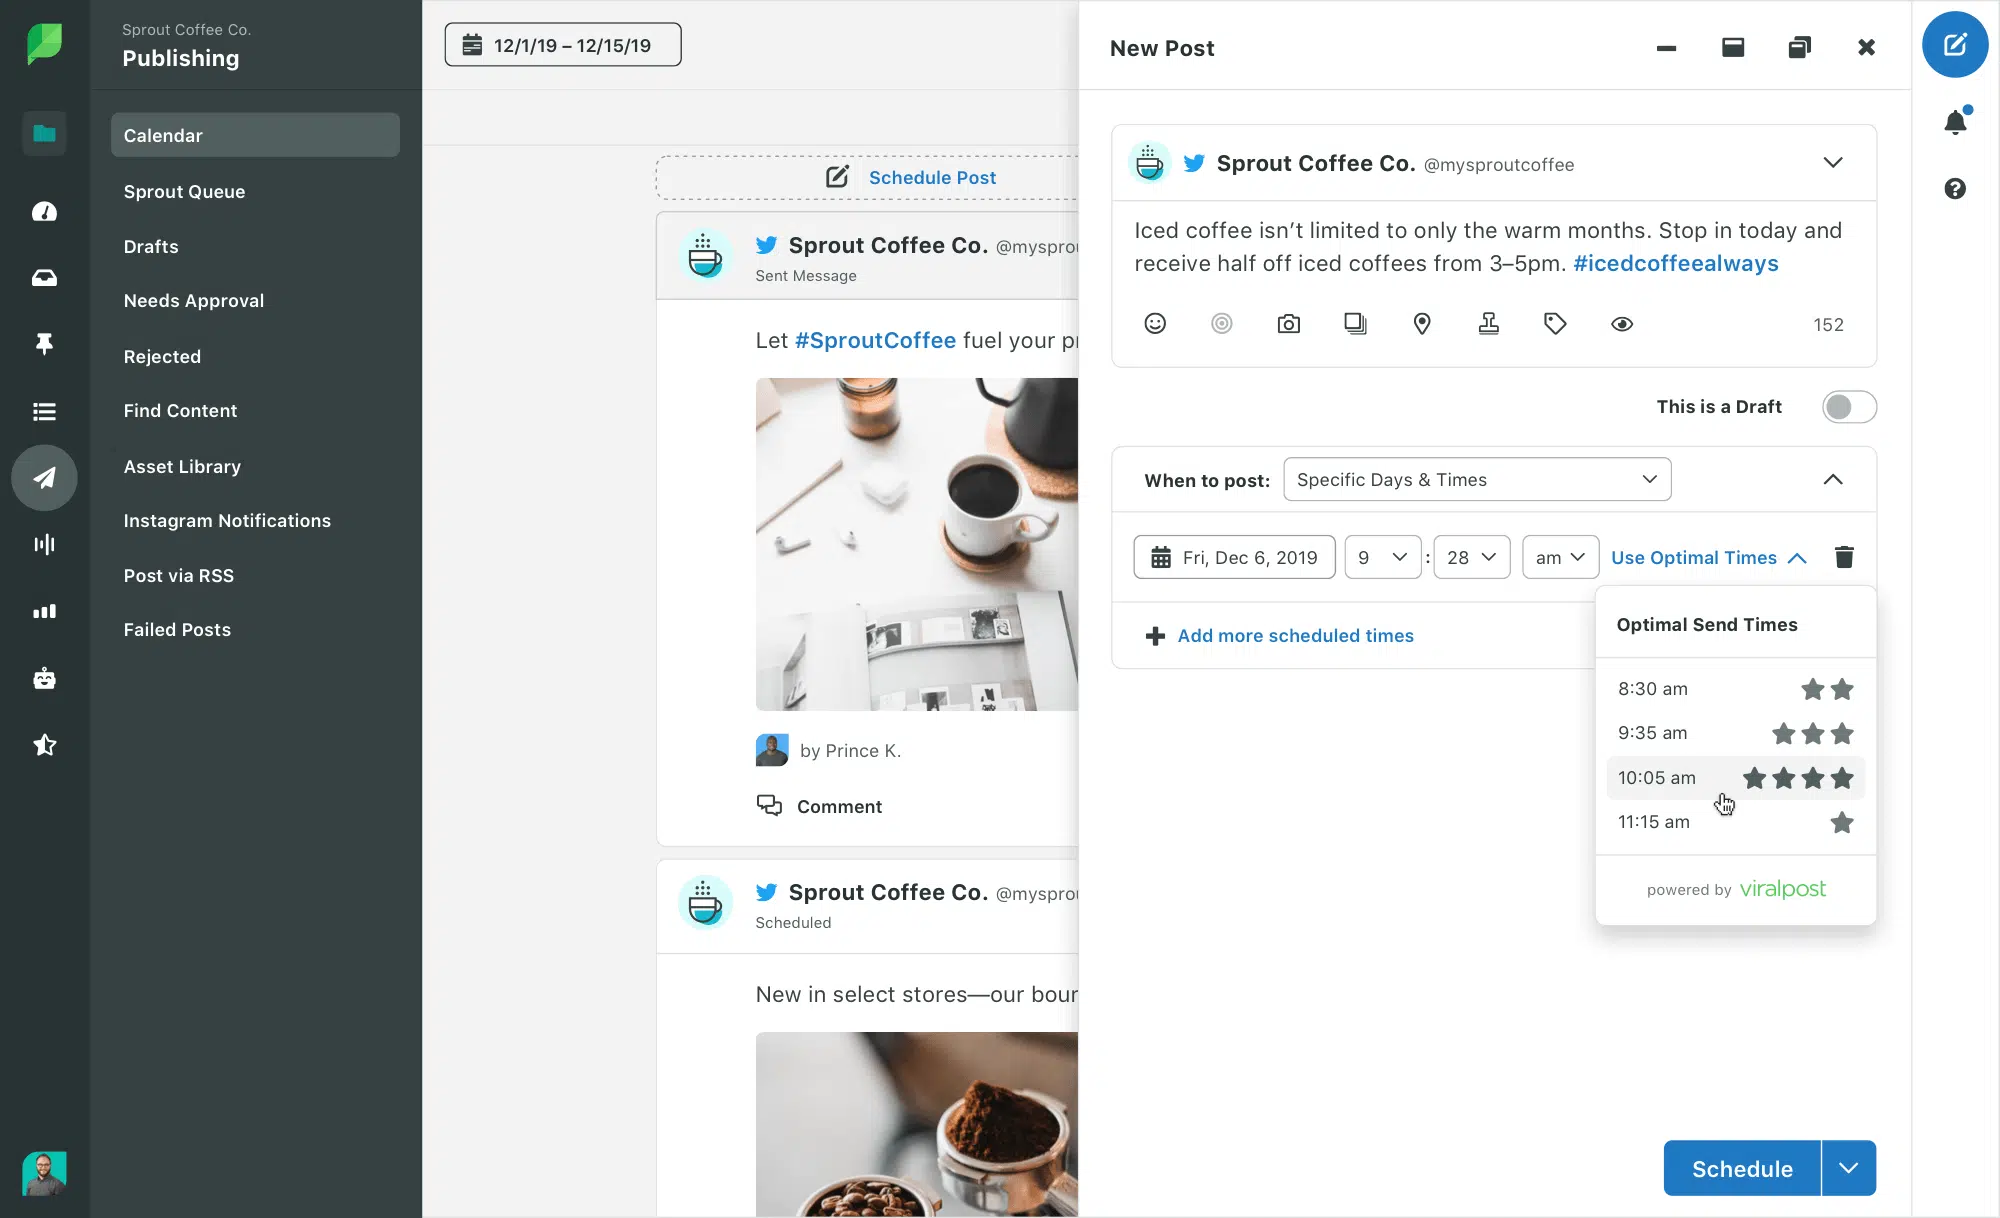 Sprout Coffee Co.
Publishing
Calendar
Sprout Queue
Drafts
Needs Approval
Rejected
Find Content
Asset Library
Instagram Notifications
Post via RSS
Failed Posts
12/1/19 – 12/15/19
Schedule Post
Sprout Coffee Co. @myspro
Sent Message
Let #SproutCoffee fuel your p
by Prince K.
Comment
Sprout Coffee Co. @myspro
Scheduled
New in select stores—our bour
New Post
Sprout Coffee Co. @mysproutcoffee
Iced coffee isn’t limited to only the warm months. Stop in today and
receive half off iced coffees from 3–5pm. #icedcoffeealways
152
This is a Draft
When to post: Specific Days & Times
Fri, Dec 6, 2019 9 : 28 am Use Optimal Times
Add more scheduled times
Optimal Send Times
8:30 am
9:35 am
10:05 am
11:15 am
powered by viralpost
Schedule